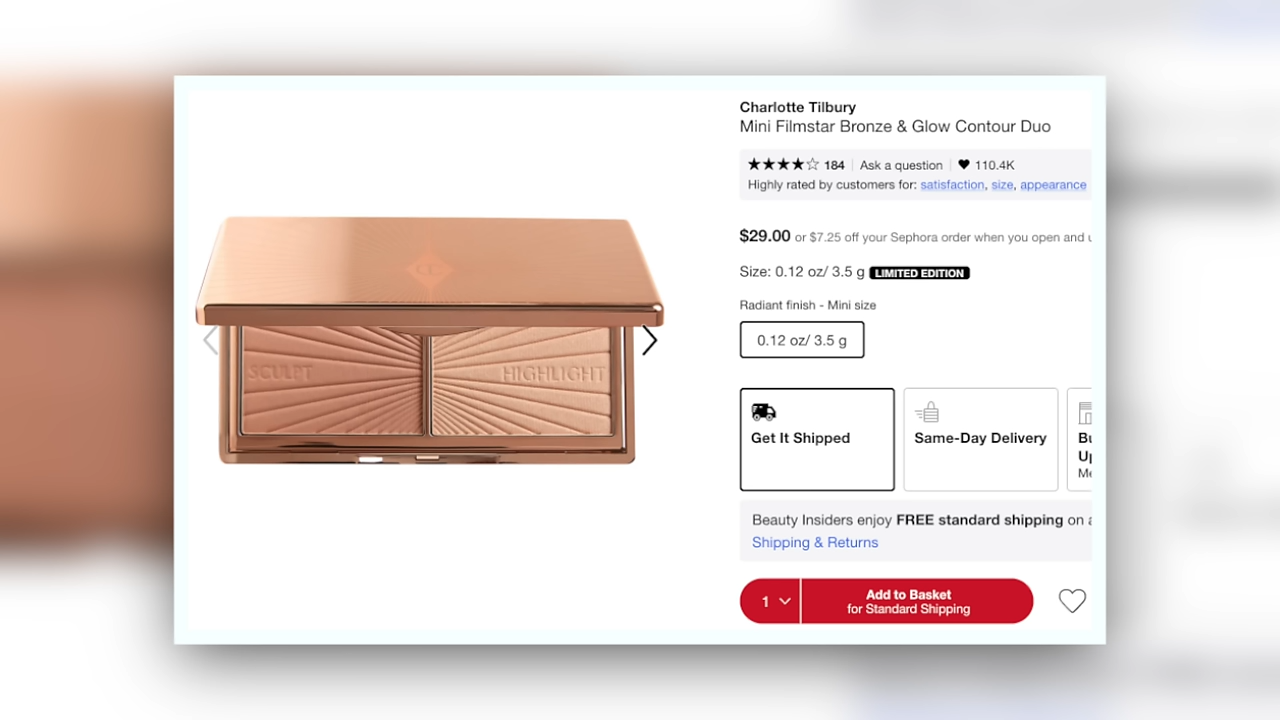 Charlotte Tilbury
Mini Filmstar Bronze & Glow Contour Duo
★★★★☆ 184 | Ask a question | ♥ 110.4K
Highly rated by customers for: satisfaction, size, appearance
$29.00 or $7.25 off your Sephora order when you open and
Size: 0.12 oz/ 3.5 g LIMITED EDITION
Radiant finish - Mini size
0.12 oz/ 3.5 g
SCULPT
HIGHLIGHT
Get It Shipped
Same-Day Delivery
Beauty Insiders enjoy FREE standard shipping on
Shipping & Returns
1
Add to Basket
for Standard Shipping